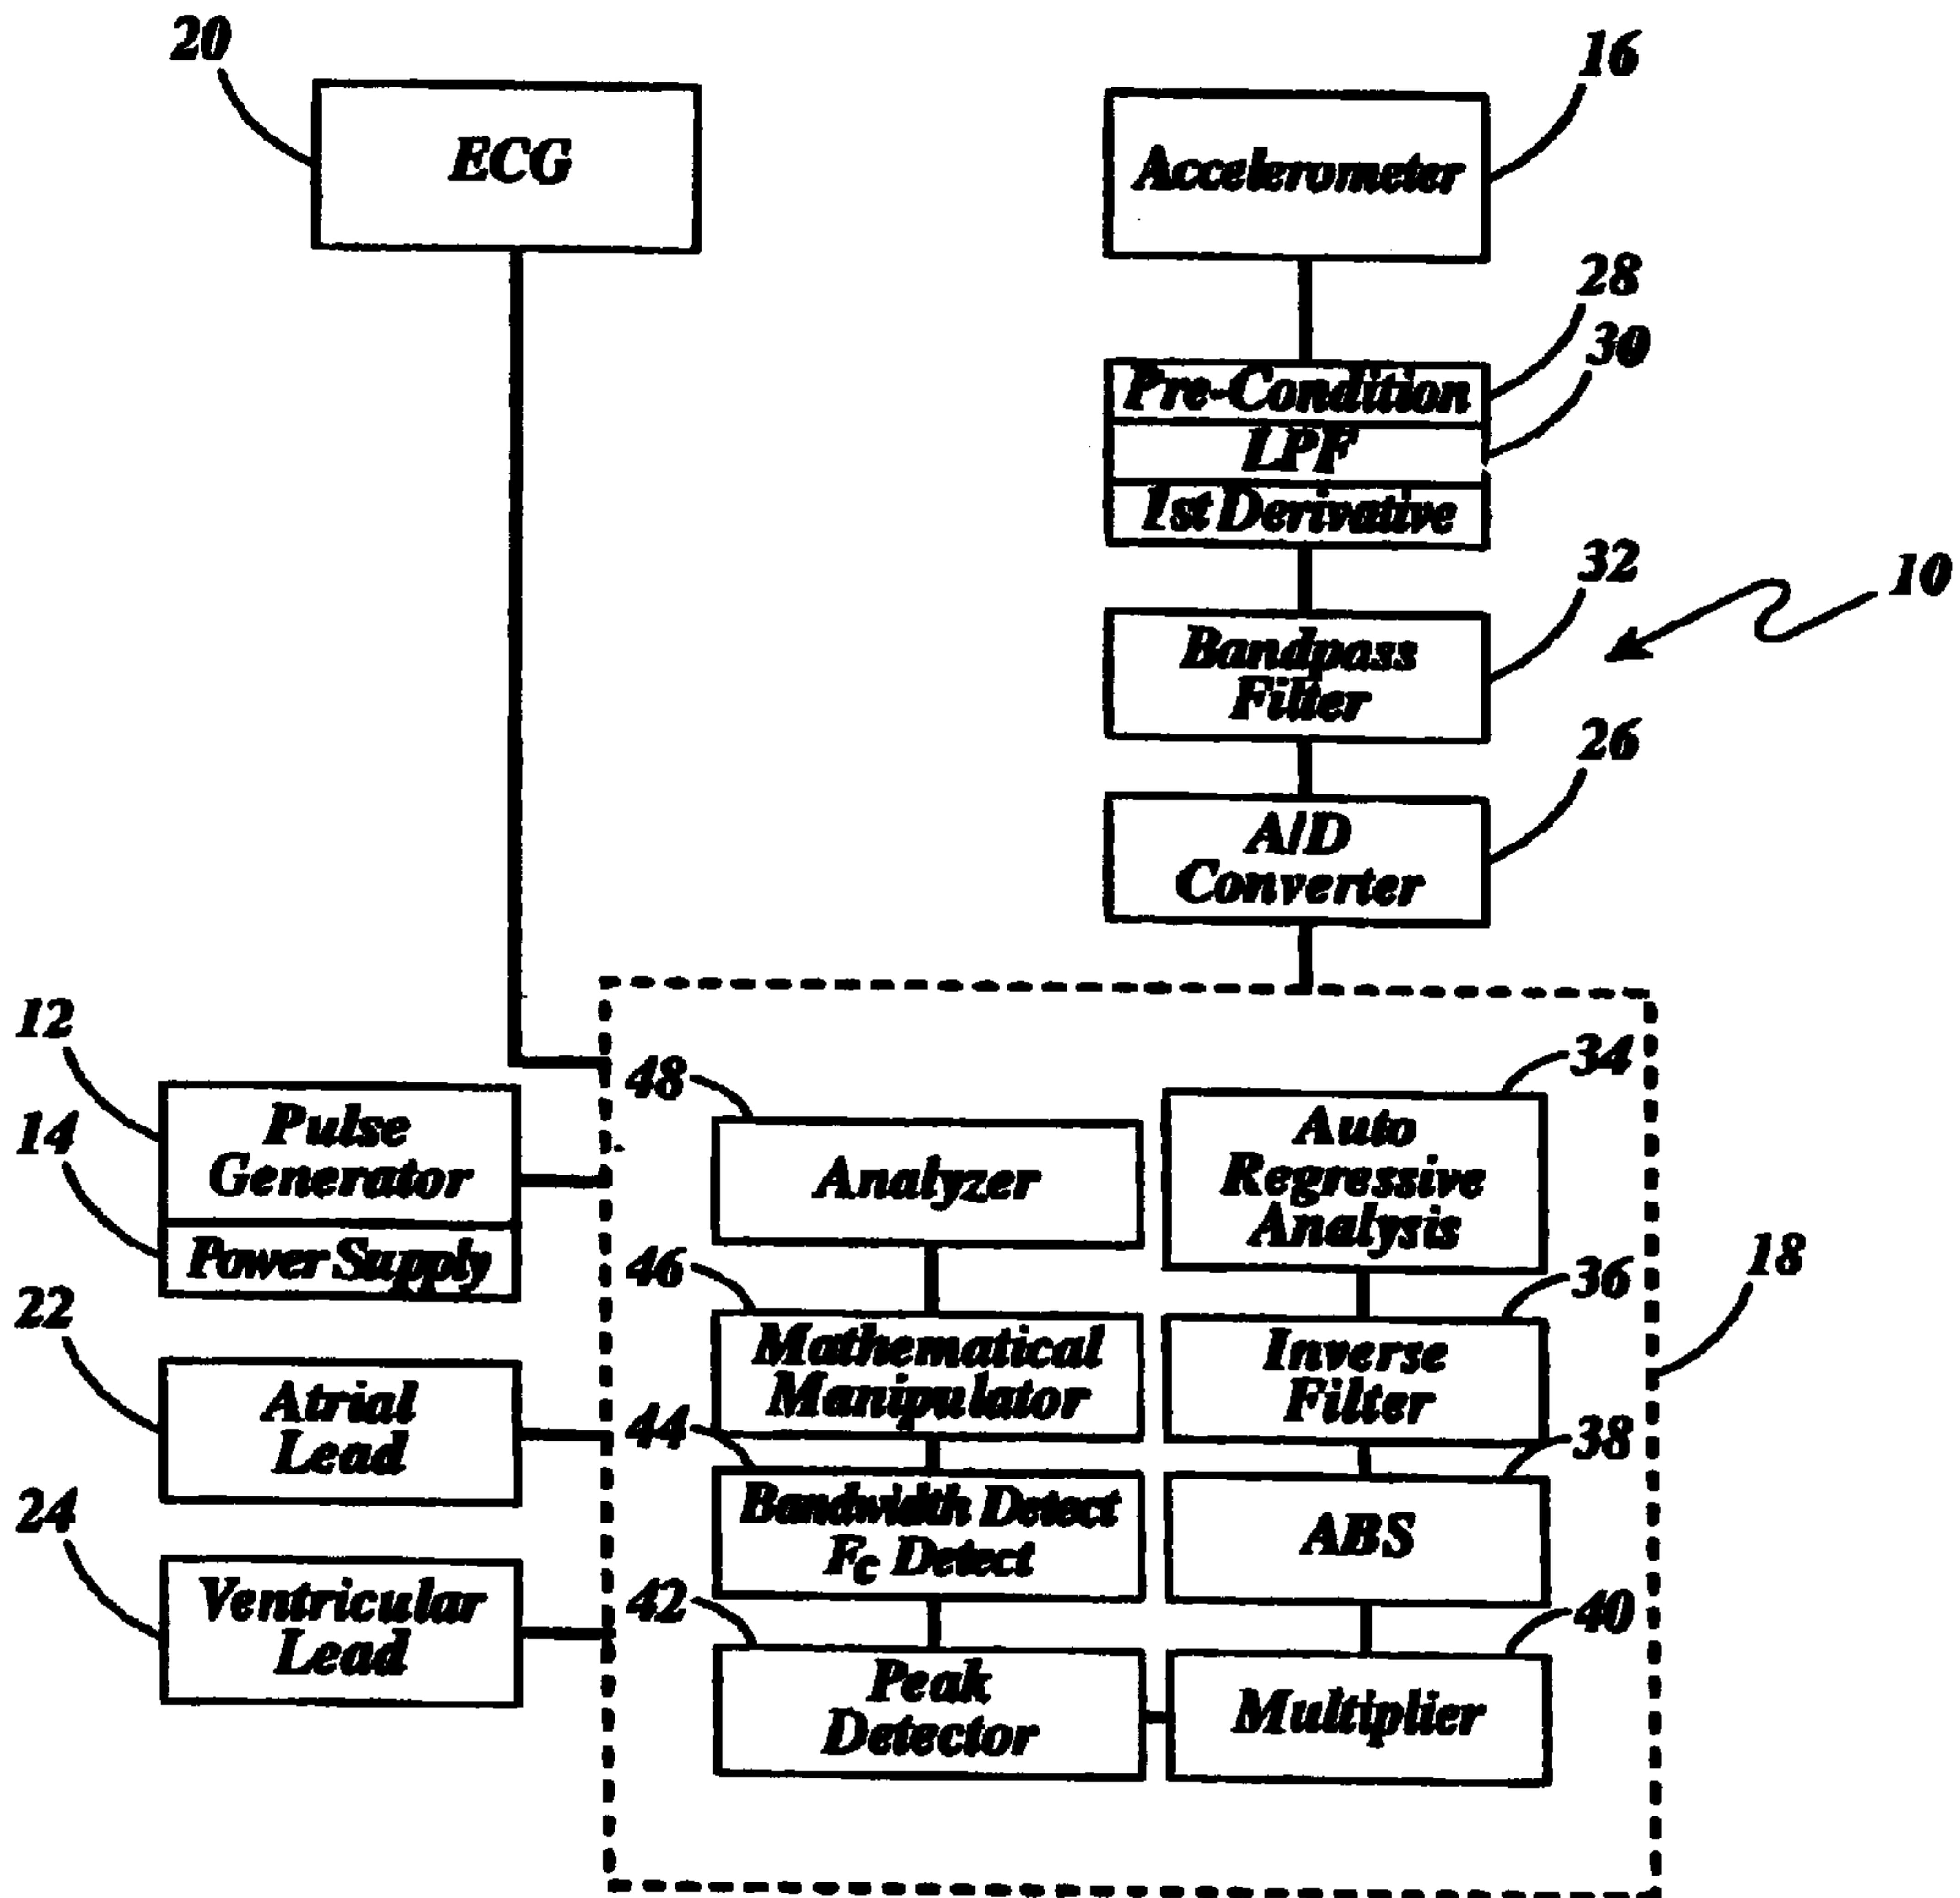 20
ECG
16
Accelerometer
28
30
Pre-Condition
LPF
1st Derivative
32
10
Bandpass
Filter
26
A/D
Converter
12
14
Pulse
Generator
Power Supply
22
Atrial
Lead
24
Ventricular
Lead
48
Analyzer
46
Mathematical
Manipulator
44
Bandwidth Detect
Fc Detect
42
Peak
Detector
34
Auto
Regressive
Analysis
18
36
Inverse
Filter
38
ABS
40
Multiplier